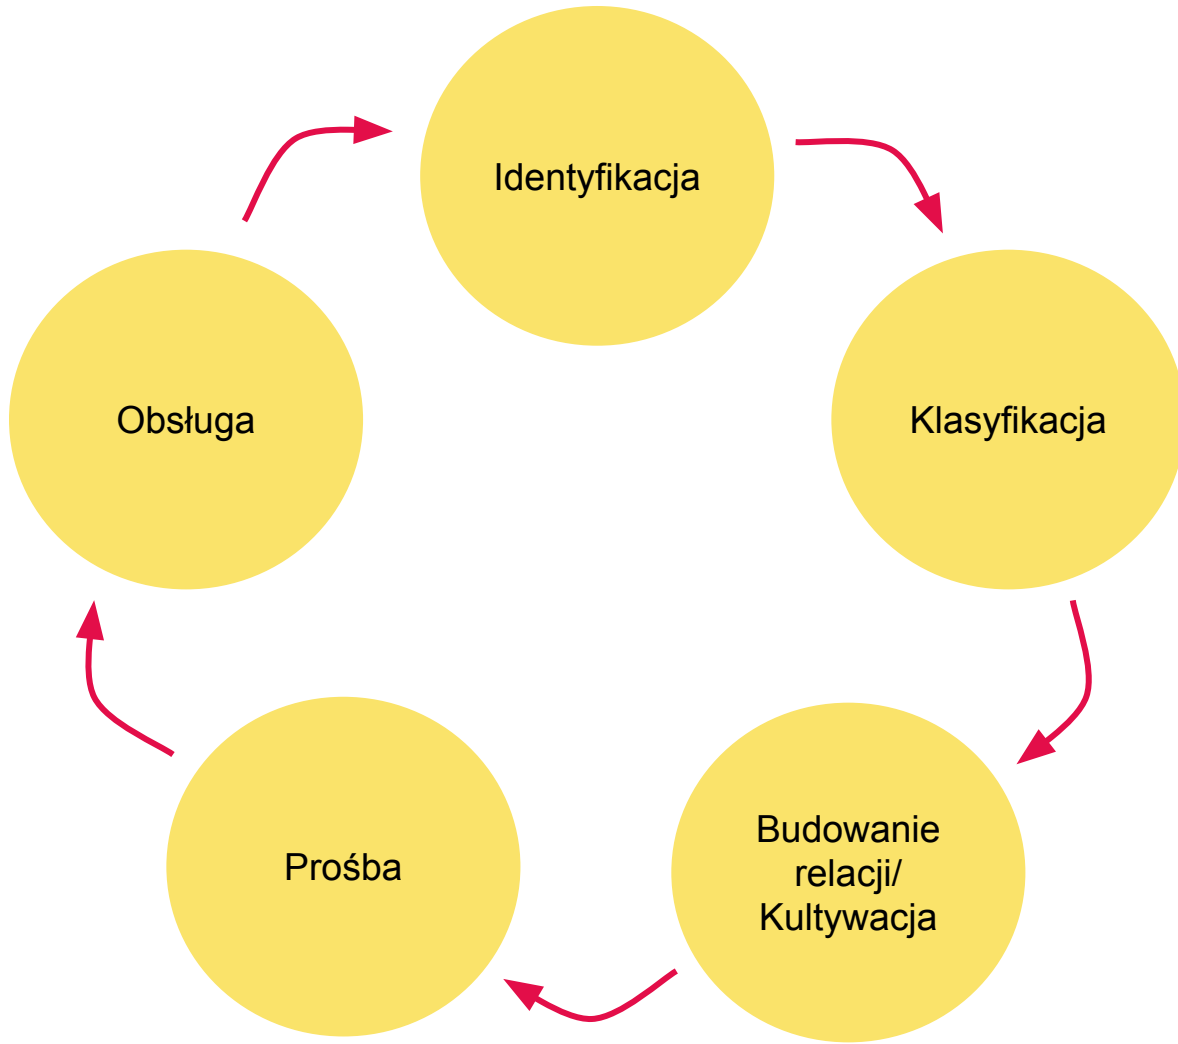 Identyfikacja
Klasyfikacja
Budowanie
relacji/
Kultywacja
Prośba
Obsługa